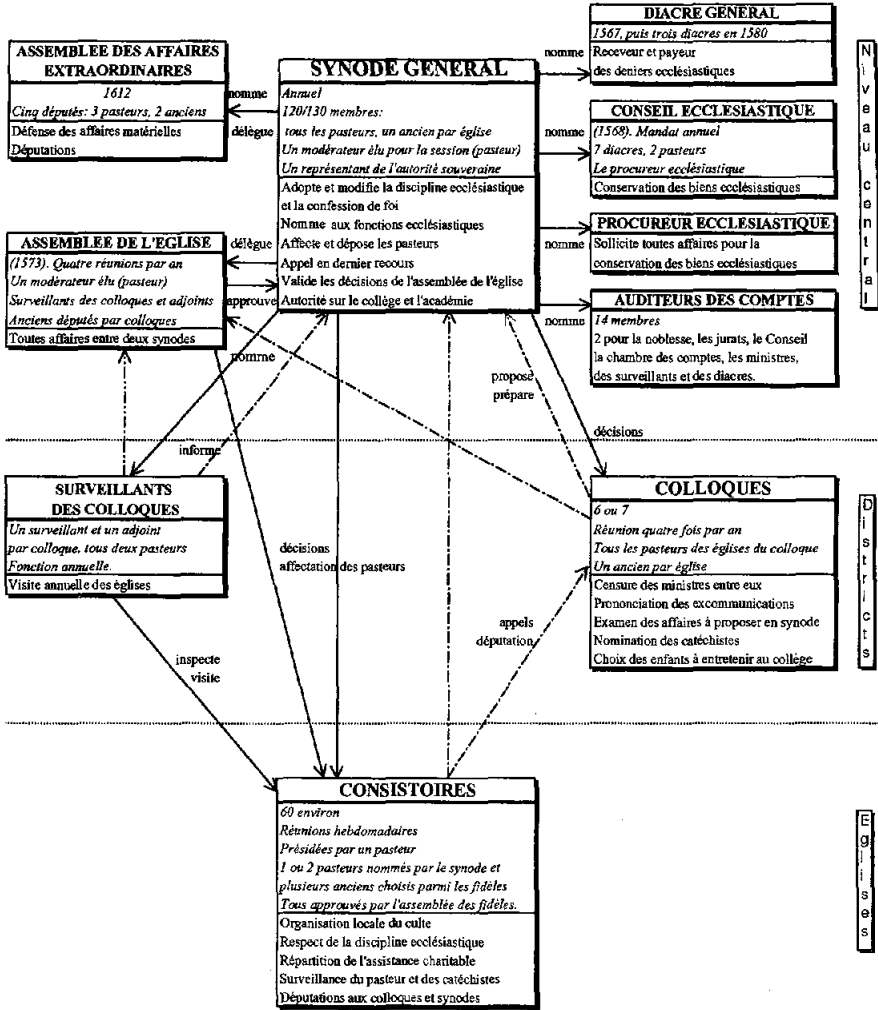 DIACRE GENERAL
1567, puis trois diacres en 1580
Receveur et payeur
des deniers ecclésiastiques
nomme
ASSEMBLEE DES AFFAIRES
EXTRAORDINAIRES
1612
Cinq députés: 3 pasteurs, 2 anciens
Défense des affaires matérielles
Députations
nomme
délègue
SYNODE GENERAL
Annuel
120/130 membres:
tous les pasteurs, un ancien par église
Un modérateur élu pour la session (pasteur)
Un représentant de l'autorité souveraine
Adopte et modifie la discipline ecclésiastique
et la confession de foi
Nomme aux fonctions ecclésiastiques
Affecte et dépose les pasteurs
Appel en dernier recours
Valide les décisions de l'assemblée de l'église
Autorité sur le collège et l'académie
nomme
CONSEIL ECCLESIASTIQUE
(1568). Mandat annuel
7 diacres, 2 pasteurs
Le procureur ecclésiastique
Conservation des biens ecclésiastiques
nomme
PROCUREUR ECCLESIASTIQUE
Sollicite toutes affaires pour la
conservation des biens ecclésiastiques
nomme
AUDITEURS DES COMPTES
14 membres
2 pour la noblesse, les jurats, le Conseil
la chambre des comptes, les ministres,
des surveillants et des diacres.
Niveau central
ASSEMBLEE DE L'EGLISE
(1573). Quatre réunions par an
Un modérateur élu (pasteur)
Surveillants des colloques et adjoints
Anciens députés par colloques
Toutes affaires entre deux synodes
délègue
approuve
nomme
propose
prépare
informe
décisions
SURVEILLANTS
DES COLLOQUES
Un surveillant et un adjoint
par colloque, tous deux pasteurs
Fonction annuelle.
Visite annuelle des églises
décisions
affectation des pasteurs
COLLOQUES
6 ou 7
Réunion quatre fois par an
Tous les pasteurs des églises du colloque
Un ancien par église
Censure des ministres entre eux
Prononciation des excommunications
Examen des affaires à proposer en synode
Nomination des catéchistes
Choix des enfants à entretenir au collège
Districts
appels
députation
inspecte
visite
CONSISTOIRES
60 environ
Réunions hebdomadaires
Présidées par un pasteur
1 ou 2 pasteurs nommés par le synode et
plusieurs anciens choisis parmi les fidèles
Tous approuvés par l'assemblée des fidèles.
Organisation locale du culte
Respect de la discipline ecclésiastique
Répartition de l'assistance charitable
Surveillance du pasteur et des catéchistes
Députations aux colloques et synodes
Eglises